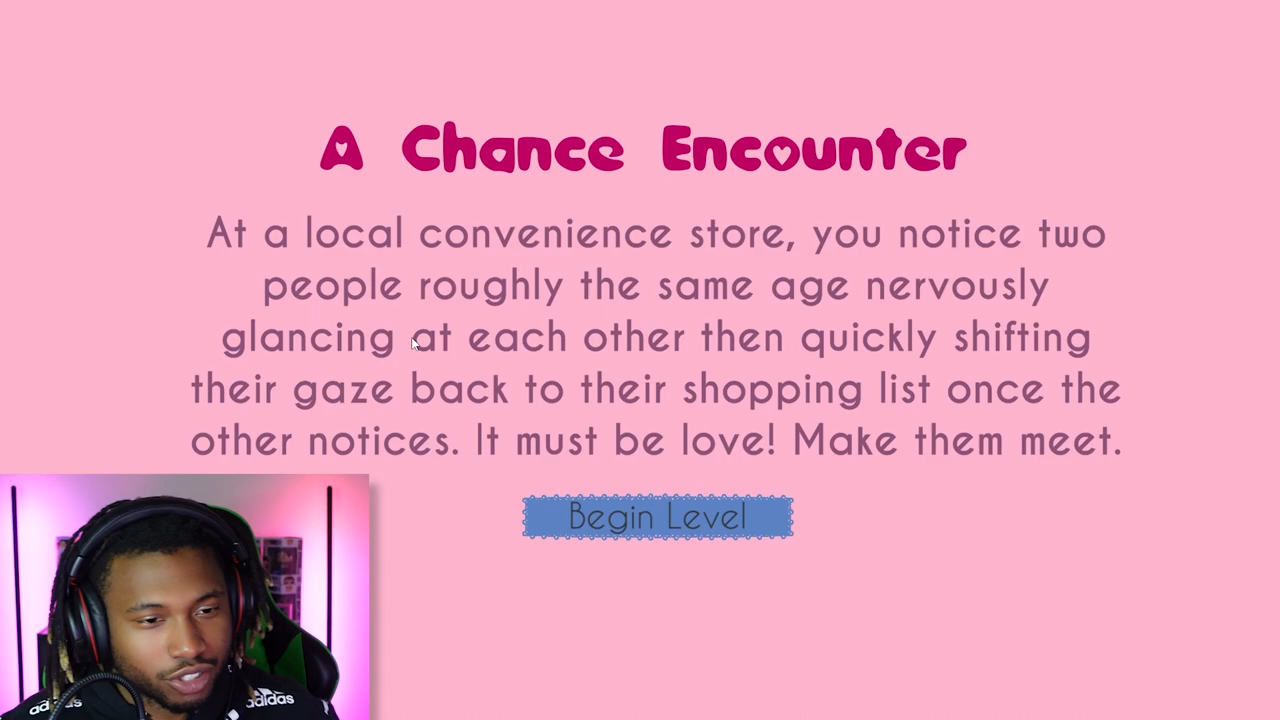 A Chance Encounter
At a local convenience store, you notice two
people roughly the same age nervously
glancing at each other then quickly shifting
their gaze back to their shopping list once the
other notices. It must be love! Make them meet.
Begin Level
adidas
adidas